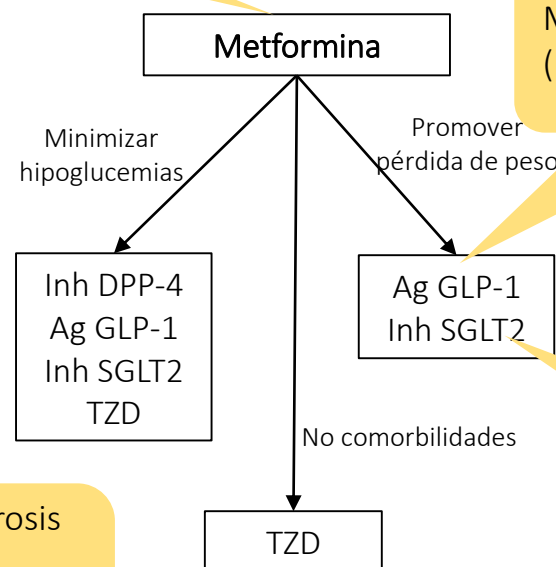 Metformina
M
(
Minimizar
hipoglucemias
Promover
pérdida de peso
Inh DPP-4
Ag GLP-1
Inh SGLT2
TZD
Ag GLP-1
Inh SGLT2
No comorbilidades
rosis
TZD